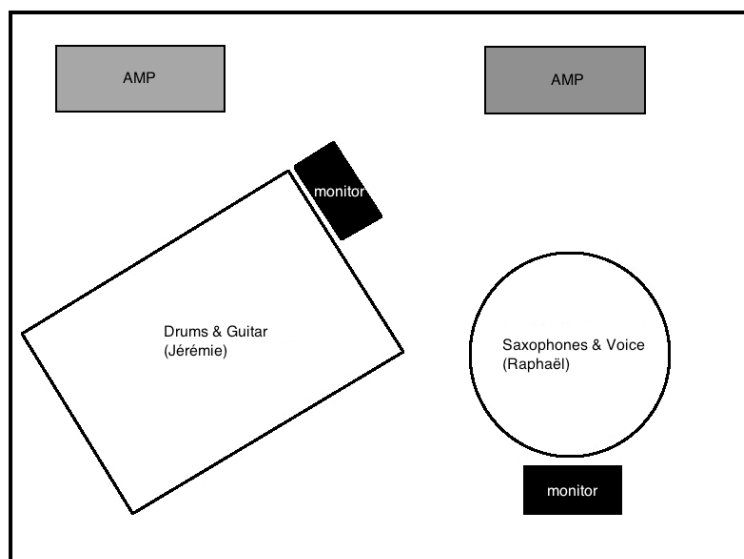 AMP
AMP
monitor
Drums & Guitar
(Jérémie)
Saxophones & Voice
(Raphaël)
monitor